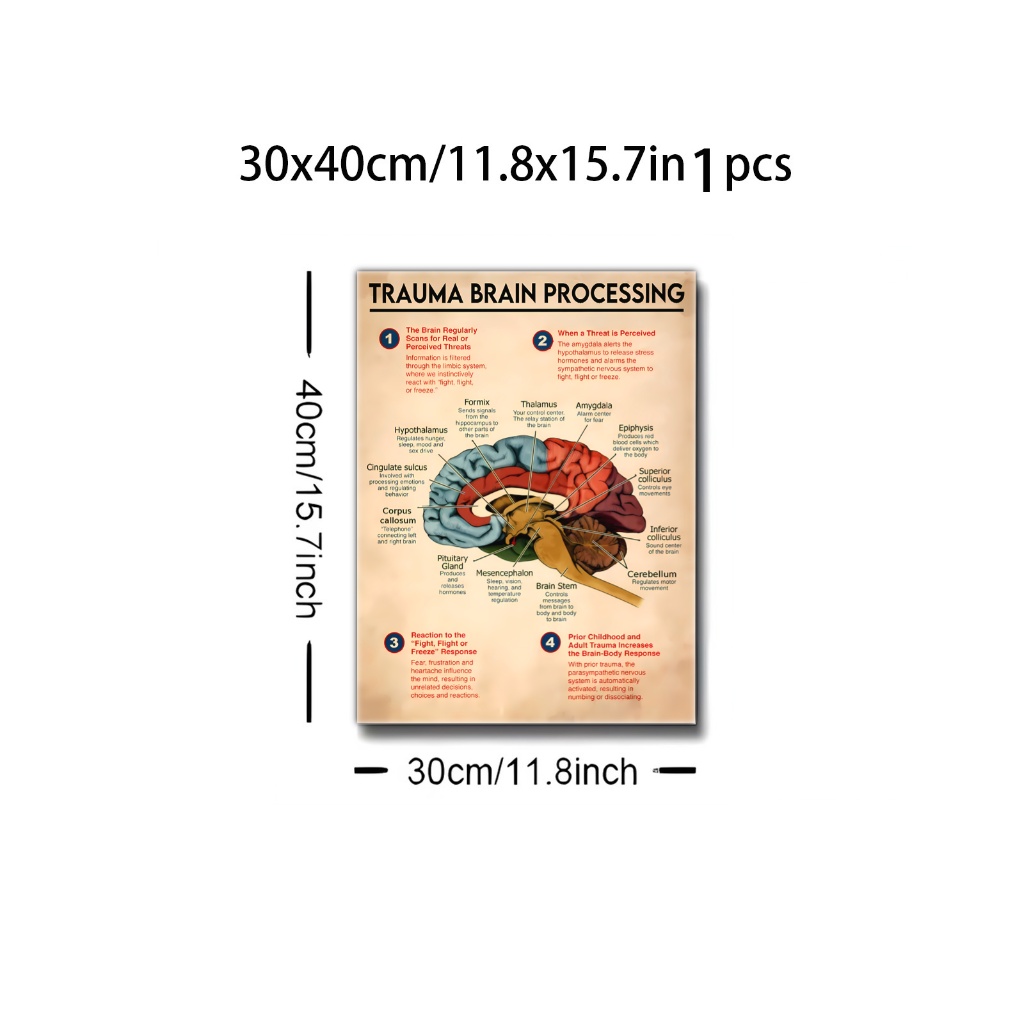 30x40cm/11.8x15.7in 1 pcs
TRAUMA BRAIN PROCESSING
1
The Brain Regularly
Scans for Real or
Perceived Threats
Information is filtered
through the limbic system,
where we instinctively
react with "fight, flight,
or freeze."
2
When a Threat is Perceived
The amygdala alerts the
hypothalamus to release stress
hormones and alarms the
sympathetic nervous system to
fight, flight or freeze.
Formix
Sends signals
from the
hippocampus to
other parts of
the brain
Thalamus
Your control center.
The relay station of
the brain
Amygdala
Alarm center
for fear
Hypothalamus
Regulates hunger,
sleep, mood and
sex drive
Epiphysis
Produces red
blood cells which
deliver oxygen to
the body
Cingulate sulcus
Involved with
processing emotions
and regulating
behavior
Superior
colliculus
Controls eye
movements
Corpus
callosum
"Telephone"
connecting left
and right brain
Inferior
colliculus
Sound center
of the brain
Pituitary
Gland
Produces
and
releases
hormones
Mesencephalon
Sleep, vision,
hearing, and
temperature
regulation
Brain Stem
Controls
messages
from brain to
body and body
to brain
Cerebellum
Regulates motor
movement
3
Reaction to the
"Fight, Flight or
Freeze" Response
Fear, frustration and
heartache influence
the mind, resulting in
unrelated decisions,
choices and reactions.
4
Prior Childhood and
Adult Trauma Increases
the Brain-Body Response
With prior trauma, the
parasympathetic nervous
system is automatically
activated, resulting in
numbing or dissociating.
40cm/15.7inch
30cm/11.8inch